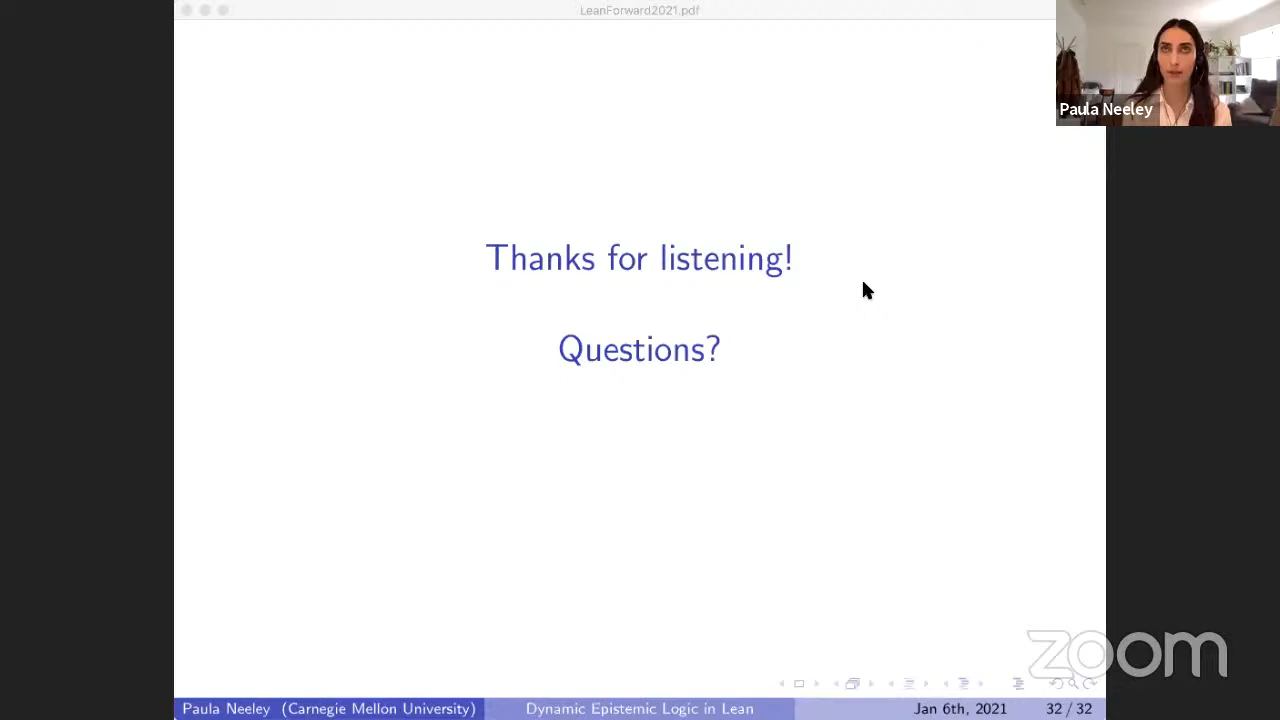 LeanForward2021.pdf
Paula Neeley
Thanks for listening!
Questions?
zoom
Paula Neeley (Carnegie Mellon University) Dynamic Epistemic Logic in Lean Jan 6th, 2021 32 / 32